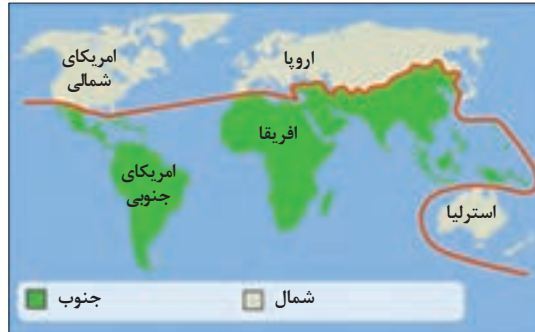 امریکای
شمالی
اروپا
افریقا
امریکای
جنوبی
استرلیا
شمال
جنوب